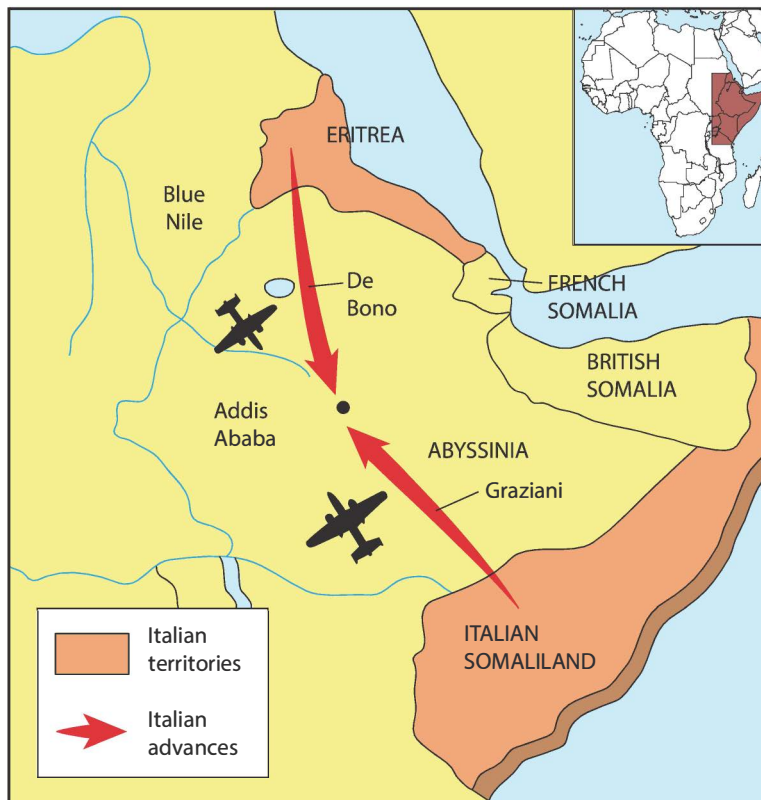 ERITREA
Blue
Nile
De
Bono
FRENCH
SOMALIA
BRITISH
SOMALIA
Addis
Ababa
ABYSSINIA
Graziani
ITALIAN
SOMALILAND
Italian
territories
Italian
advances